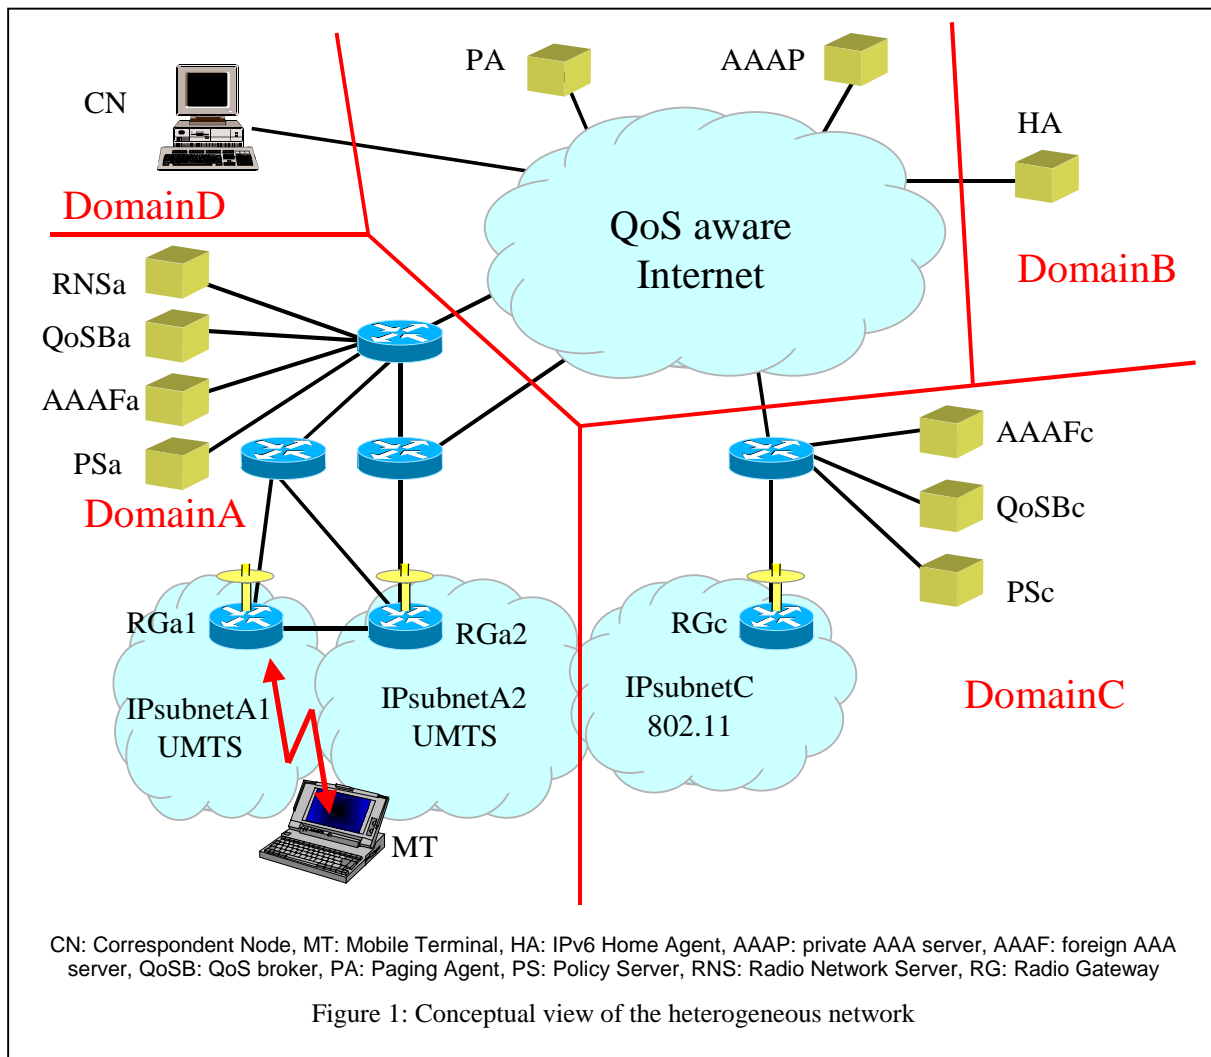 PA
AAAP
CN
HA
DomainD
QoS aware
Internet
DomainB
RNSa
QoSBa
AAAFa
PSa
DomainA
AAAFc
QoSBc
PSc
RGa1
RGa2
RGc
IPsubnetA1
UMTS
IPsubnetA2
UMTS
IPsubnetC
802.11
DomainC
MT
CN: Correspondent Node, MT: Mobile Terminal, HA: IPv6 Home Agent, AAAP: private AAA server, AAAF: foreign AAA
server, QoSB: QoS broker, PA: Paging Agent, PS: Policy Server, RNS: Radio Network Server, RG: Radio Gateway
Figure 1: Conceptual view of the heterogeneous network